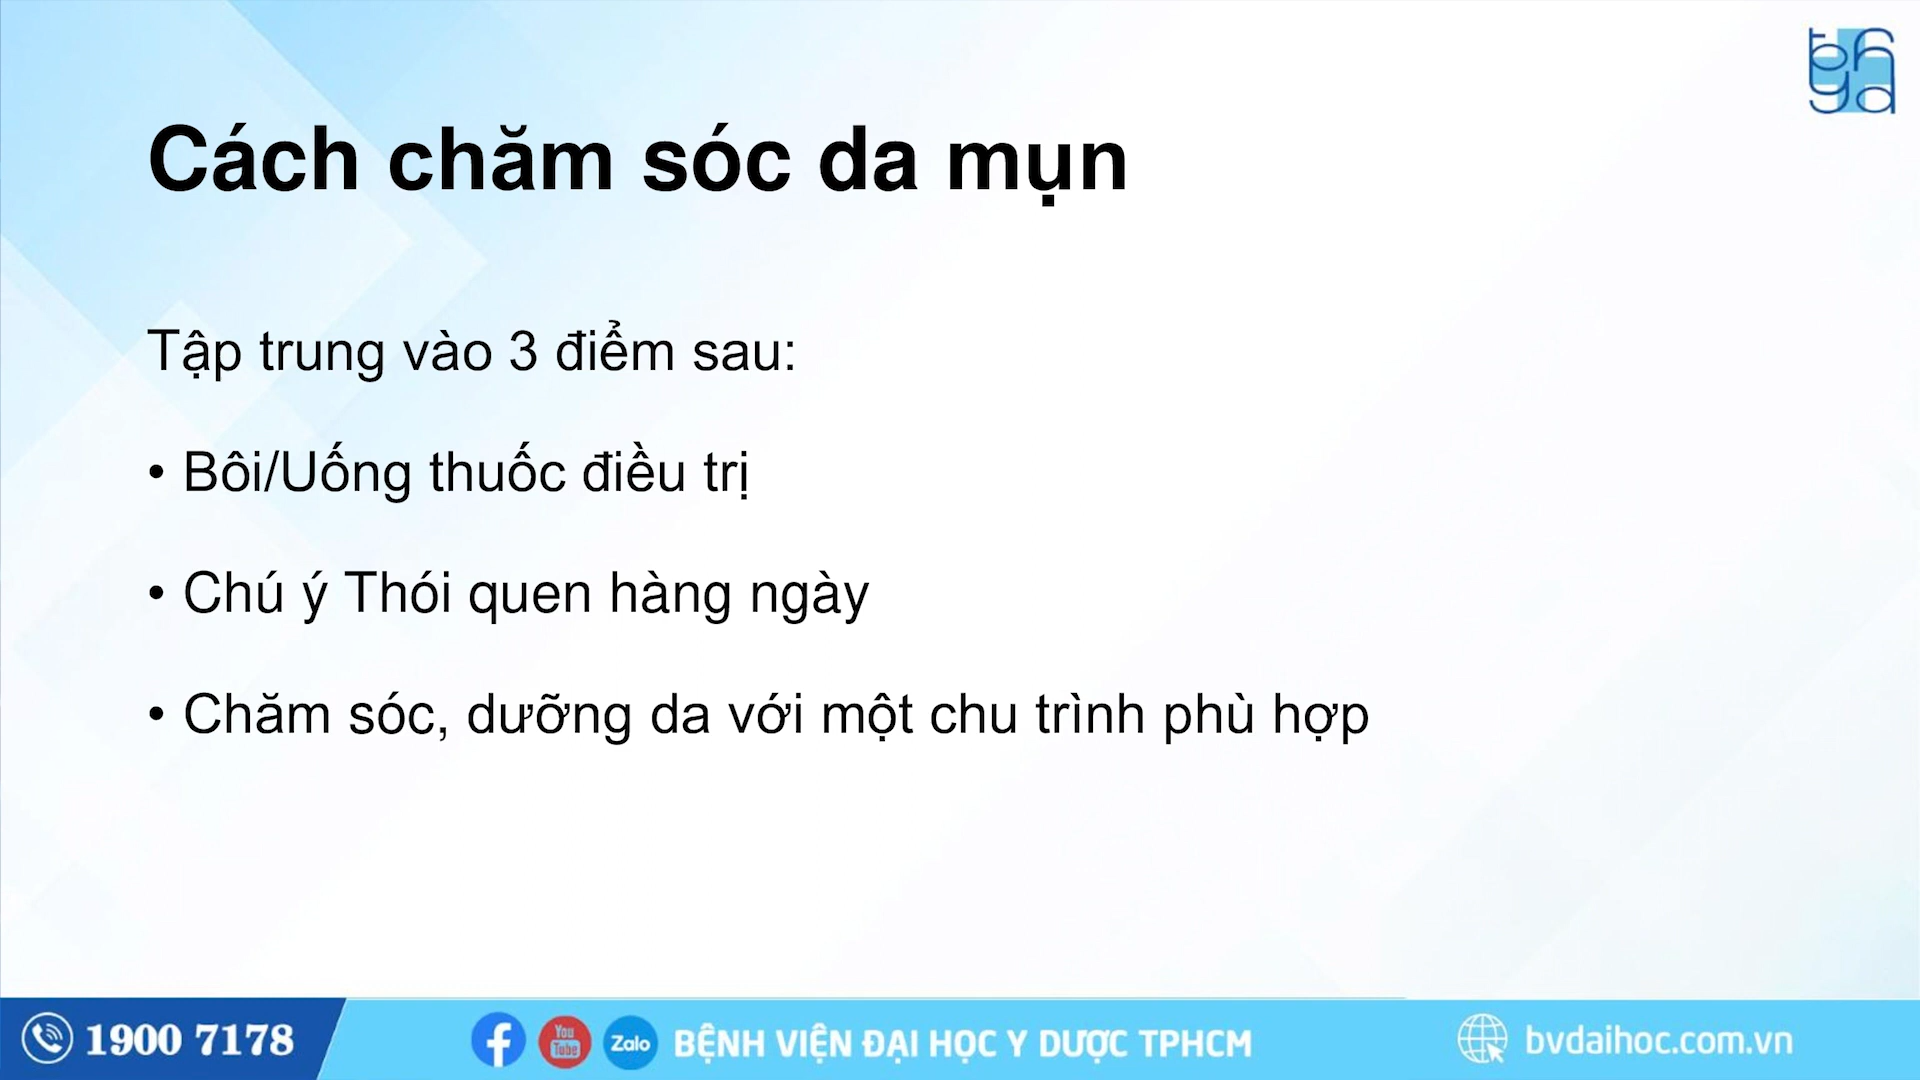 Cách chăm sóc da mụn
Tập trung vào 3 điểm sau:
• Bôi/Uống thuốc điều trị
• Chú ý Thói quen hàng ngày
• Chăm sóc, dưỡng da với một chu trình phù hợp
1900 7178
You
Tube
Zalo
BỆNH VIỆN ĐẠI HỌC Y DƯỢC TPHCM
bvdaihoc.com.vn